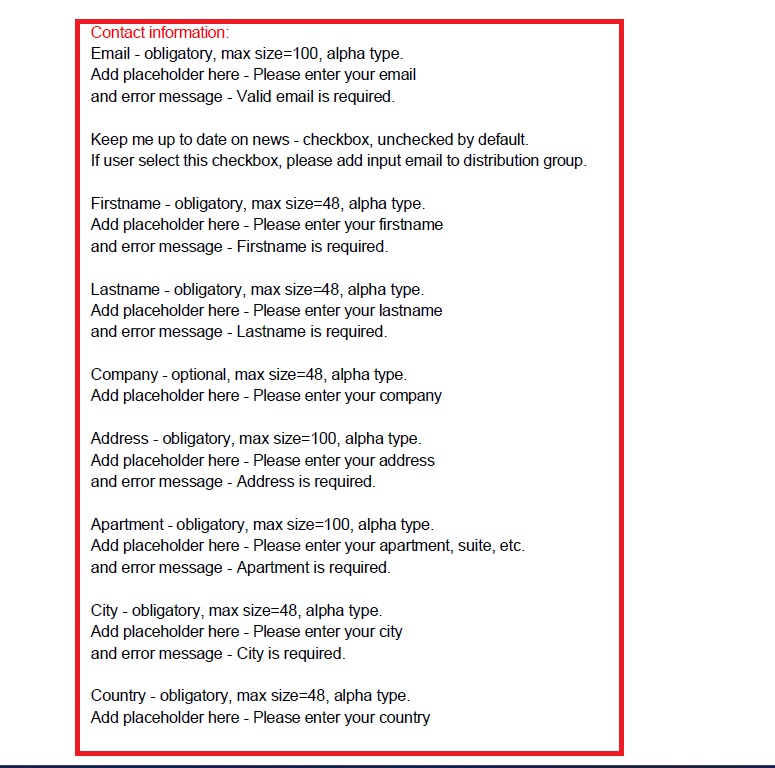 Contact information:
Email - obligatory, max size=100, alpha type.
Add placeholder here - Please enter your email
and error message - Valid email is required.
Keep me up to date on news - checkbox, unchecked by default.
If user select this checkbox, please add input email to distribution group.
Firstname - obligatory, max size=48, alpha type.
Add placeholder here - Please enter your firstname
and error message - Firstname is required.
Lastname - obligatory, max size=48, alpha type.
Add placeholder here - Please enter your lastname
and error message - Lastname is required.
Company - optional, max size=48, alpha type.
Add placeholder here - Please enter your company
Address - obligatory, max size=100, alpha type.
Add placeholder here - Please enter your address
and error message - Address is required.
Apartment - obligatory, max size=100, alpha type.
Add placeholder here - Please enter your apartment, suite, etc.
and error message - Apartment is required.
City - obligatory, max size=48, alpha type.
Add placeholder here - Please enter your city
and error message - City is required.
Country - obligatory, max size=48, alpha type.
Add placeholder here - Please enter your country